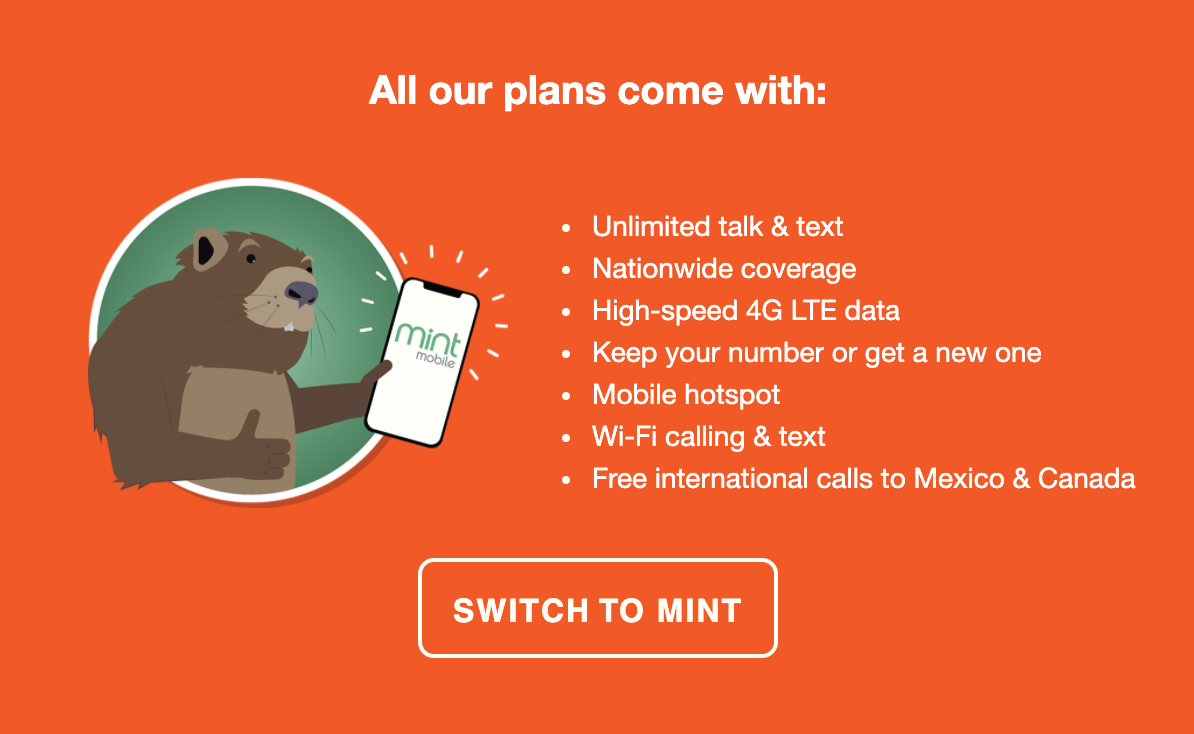 All our plans come with:
mint
mobile
• Unlimited talk & text
• Nationwide coverage
• High-speed 4G LTE data
• Keep your number or get a new one
• Mobile hotspot
• Wi-Fi calling & text
• Free international calls to Mexico & Canada
SWITCH TO MINT